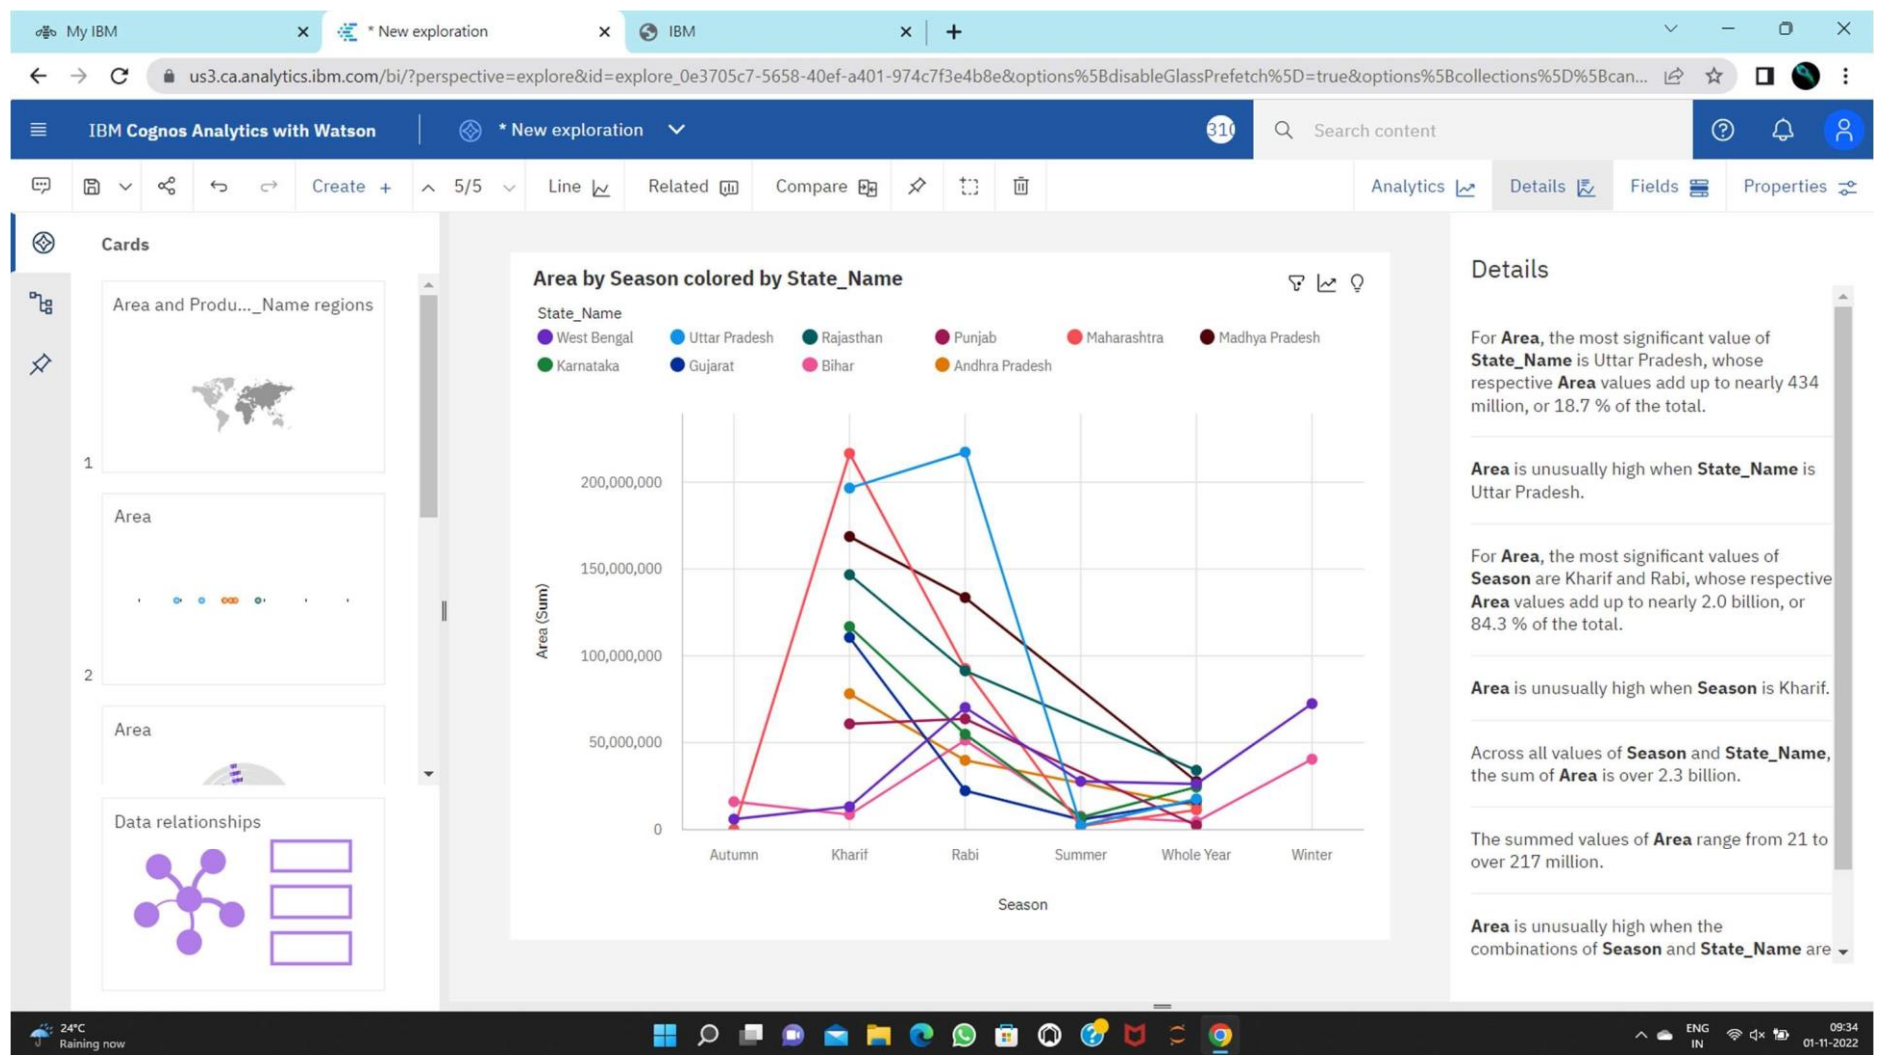 My IBM
* New exploration
IBM
us3.ca.analytics.ibm.com/bi/?perspective=explore&id=explore_0e3705c7-5658-40ef-a401-974c7f3e4b8e&options%5BdisableGlassPrefetch%5D=true&options%5Bcollections%5D%5Bcan...
IBM Cognos Analytics with Watson
* New exploration
Search content
Create +
5/5
Line
Related
Compare
Analytics
Details
Fields
Properties
Cards
Area and Produ..._Name regions
1
Area
2
Area
Data relationships
Area by Season colored by State_Name
State_Name
West Bengal
Uttar Pradesh
Rajasthan
Punjab
Maharashtra
Madhya Pradesh
Karnataka
Gujarat
Bihar
Andhra Pradesh
Area (Sum)
200,000,000
150,000,000
100,000,000
50,000,000
0
Autumn
Kharif
Rabi
Summer
Whole Year
Winter
Season
Details
For Area, the most significant value of
State_Name is Uttar Pradesh, whose
respective Area values add up to nearly 434
million, or 18.7 % of the total.
Area is unusually high when State_Name is
Uttar Pradesh.
For Area, the most significant values of
Season are Kharif and Rabi, whose respective
Area values add up to nearly 2.0 billion, or
84.3 % of the total.
Area is unusually high when Season is Kharif.
Across all values of Season and State_Name,
the sum of Area is over 2.3 billion.
The summed values of Area range from 21 to
over 217 million.
Area is unusually high when the
combinations of Season and State_Name are
24°C
Raining now
ENG
IN
09:34
01-11-2022